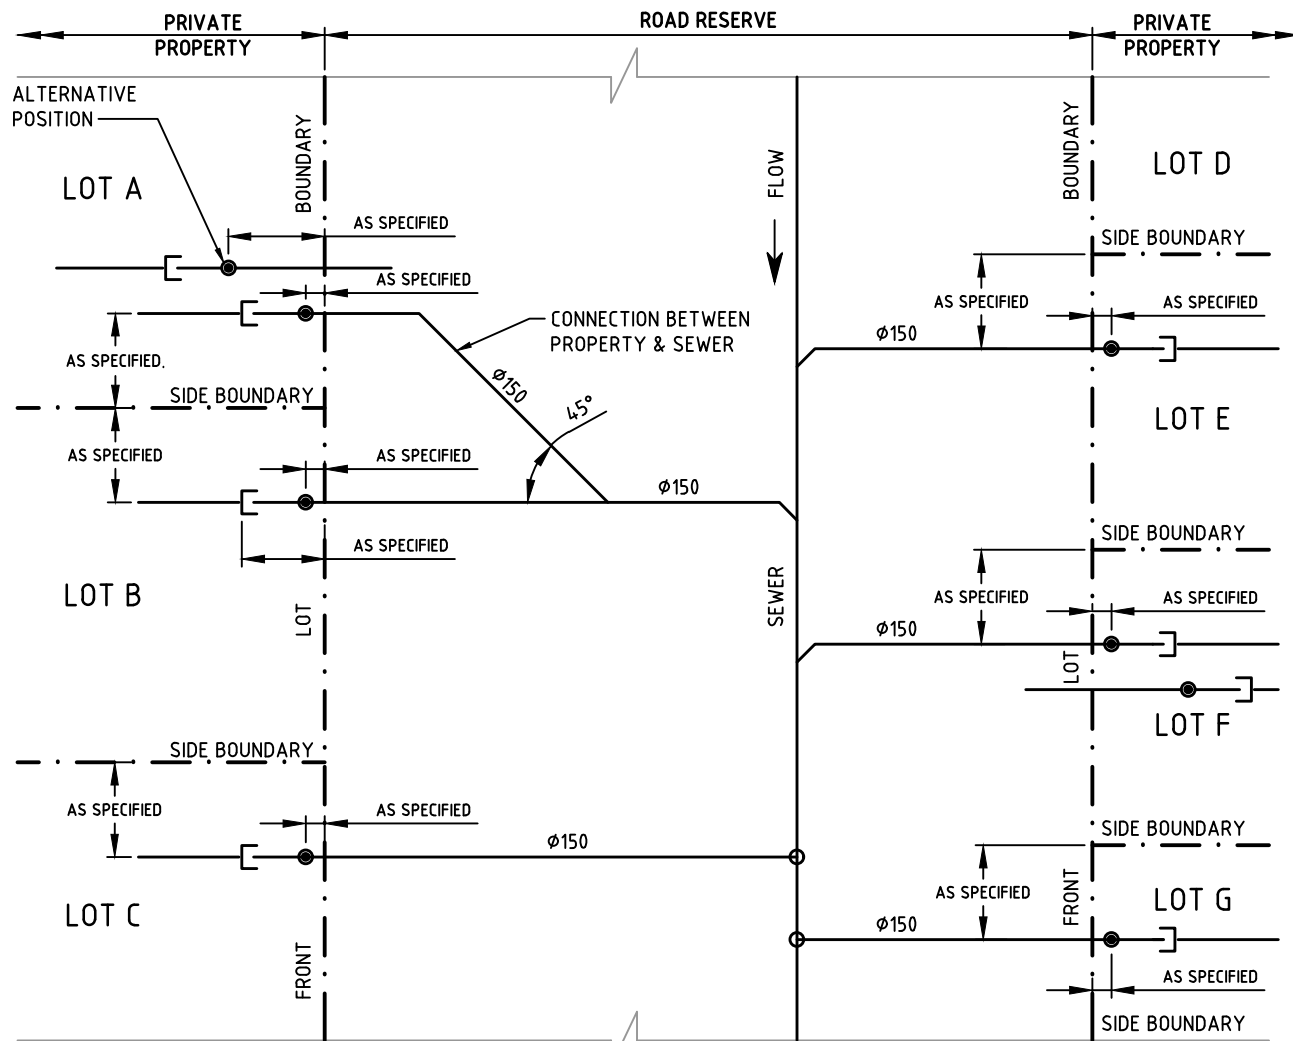 PRIVATE
PROPERTY
ROAD RESERVE
PRIVATE
PROPERTY
ALTERNATIVE
POSITION
LOT A
BOUNDARY
AS SPECIFIED
AS SPECIFIED
CONNECTION BETWEEN
PROPERTY & SEWER
FLOW
BOUNDARY
LOT D
SIDE BOUNDARY
AS SPECIFIED
AS SPECIFIED
ø150
AS SPECIFIED.
SIDE BOUNDARY
ø150
45°
LOT E
AS SPECIFIED
AS SPECIFIED
ø150
AS SPECIFIED
SIDE BOUNDARY
LOT B
LOT
SEWER
AS SPECIFIED
AS SPECIFIED
ø150
LOT
LOT F
SIDE BOUNDARY
AS SPECIFIED
AS SPECIFIED
ø150
SIDE BOUNDARY
AS SPECIFIED
FRONT
LOT G
LOT C
ø150
FRONT
AS SPECIFIED
SIDE BOUNDARY